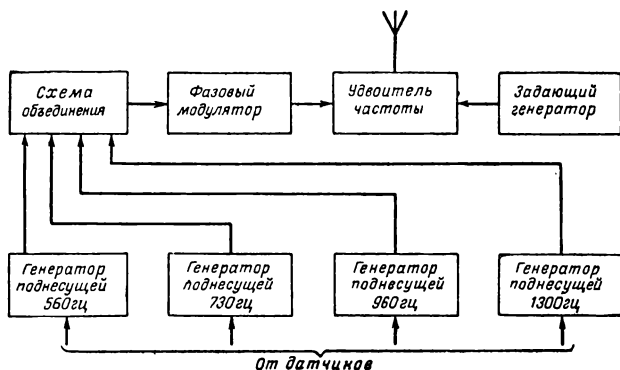 Схема
объединения
Фазовый
модулятор
Удвоитель
частоты
Задающий
генератор
Генератор
поднесущей
560гц
Генератор
поднесущей
730гц
Генератор
поднесущей
960гц
Генератор
поднесущей
1300гц
От датчиков